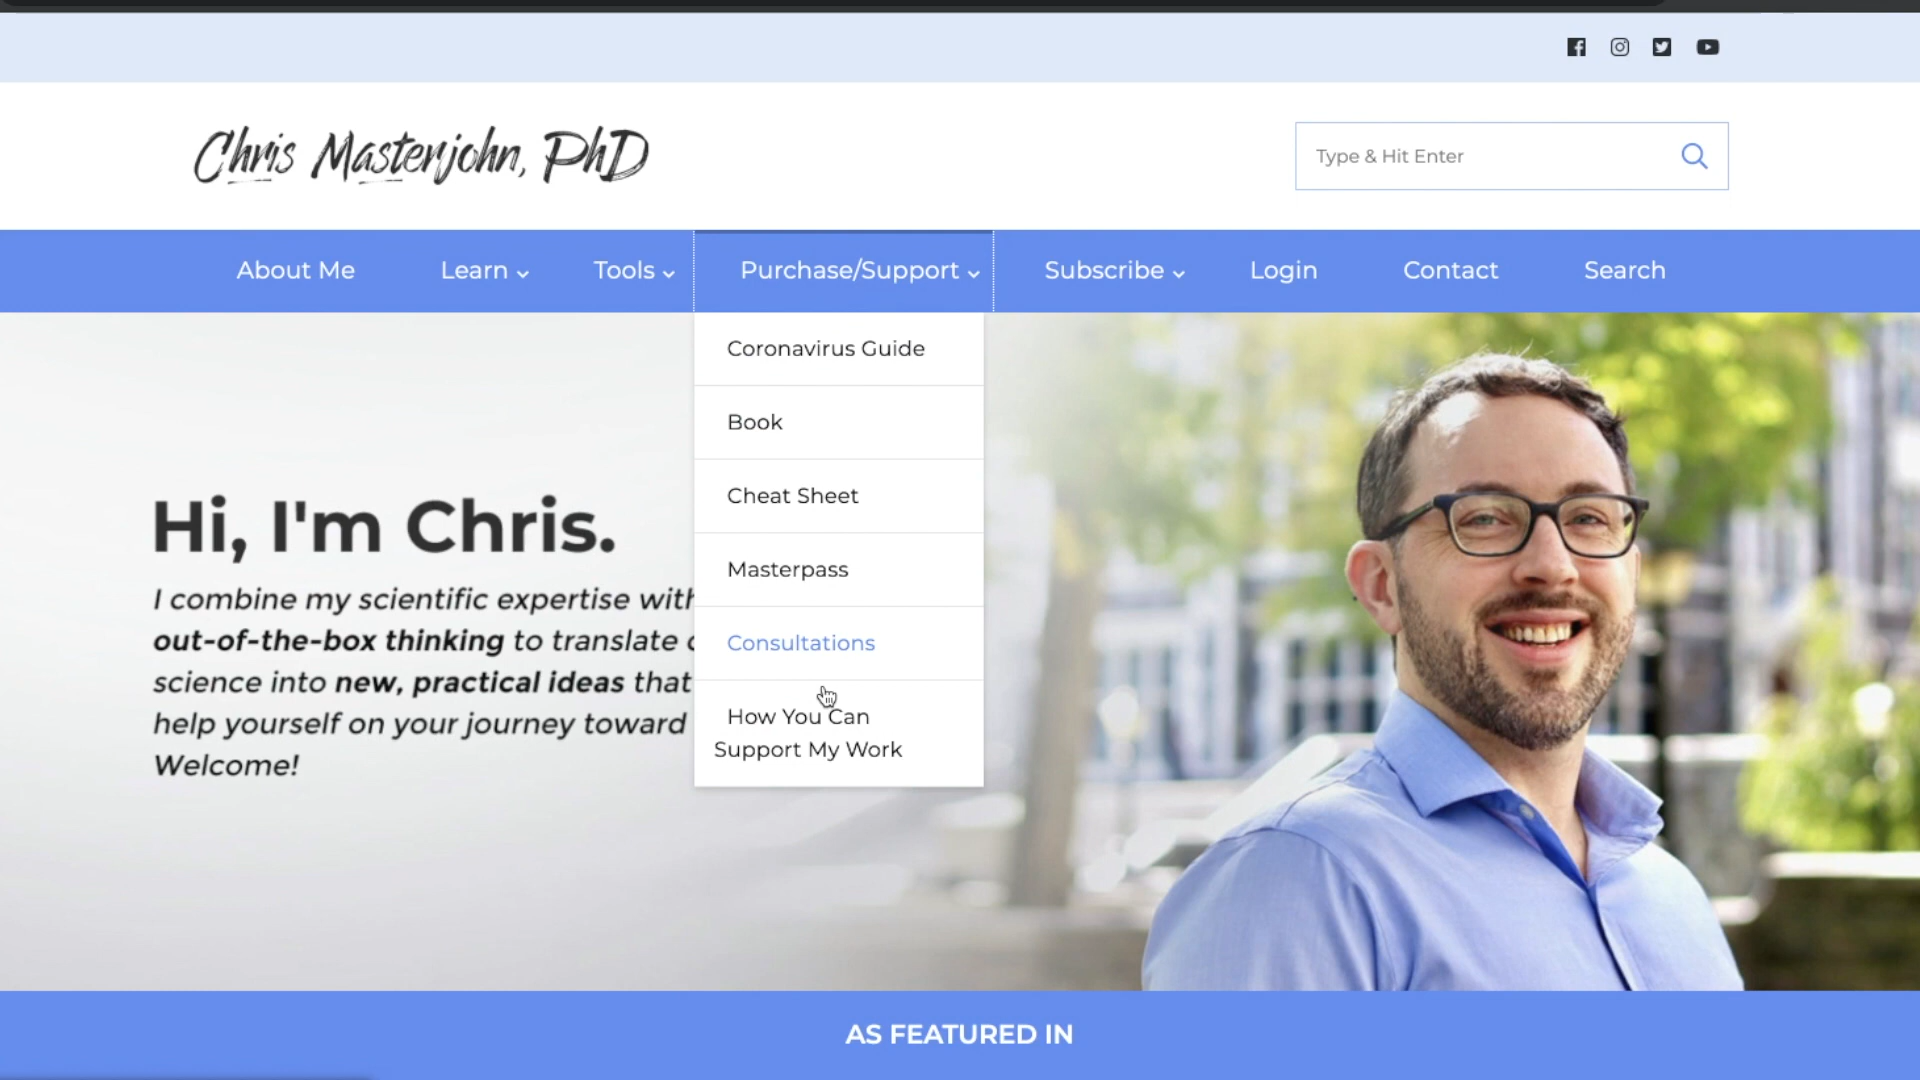 Chris Masterjohn, PhD
Type & Hit Enter
About Me
Learn
Tools
Purchase/Support
Subscribe
Login
Contact
Search
Coronavirus Guide
Book
Cheat Sheet
Masterpass
Consultations
How You Can
Support My Work
Hi, I'm Chris.
I combine my scientific expertise with
out-of-the-box thinking to translate
science into new, practical ideas that
help yourself on your journey toward
Welcome!
AS FEATURED IN